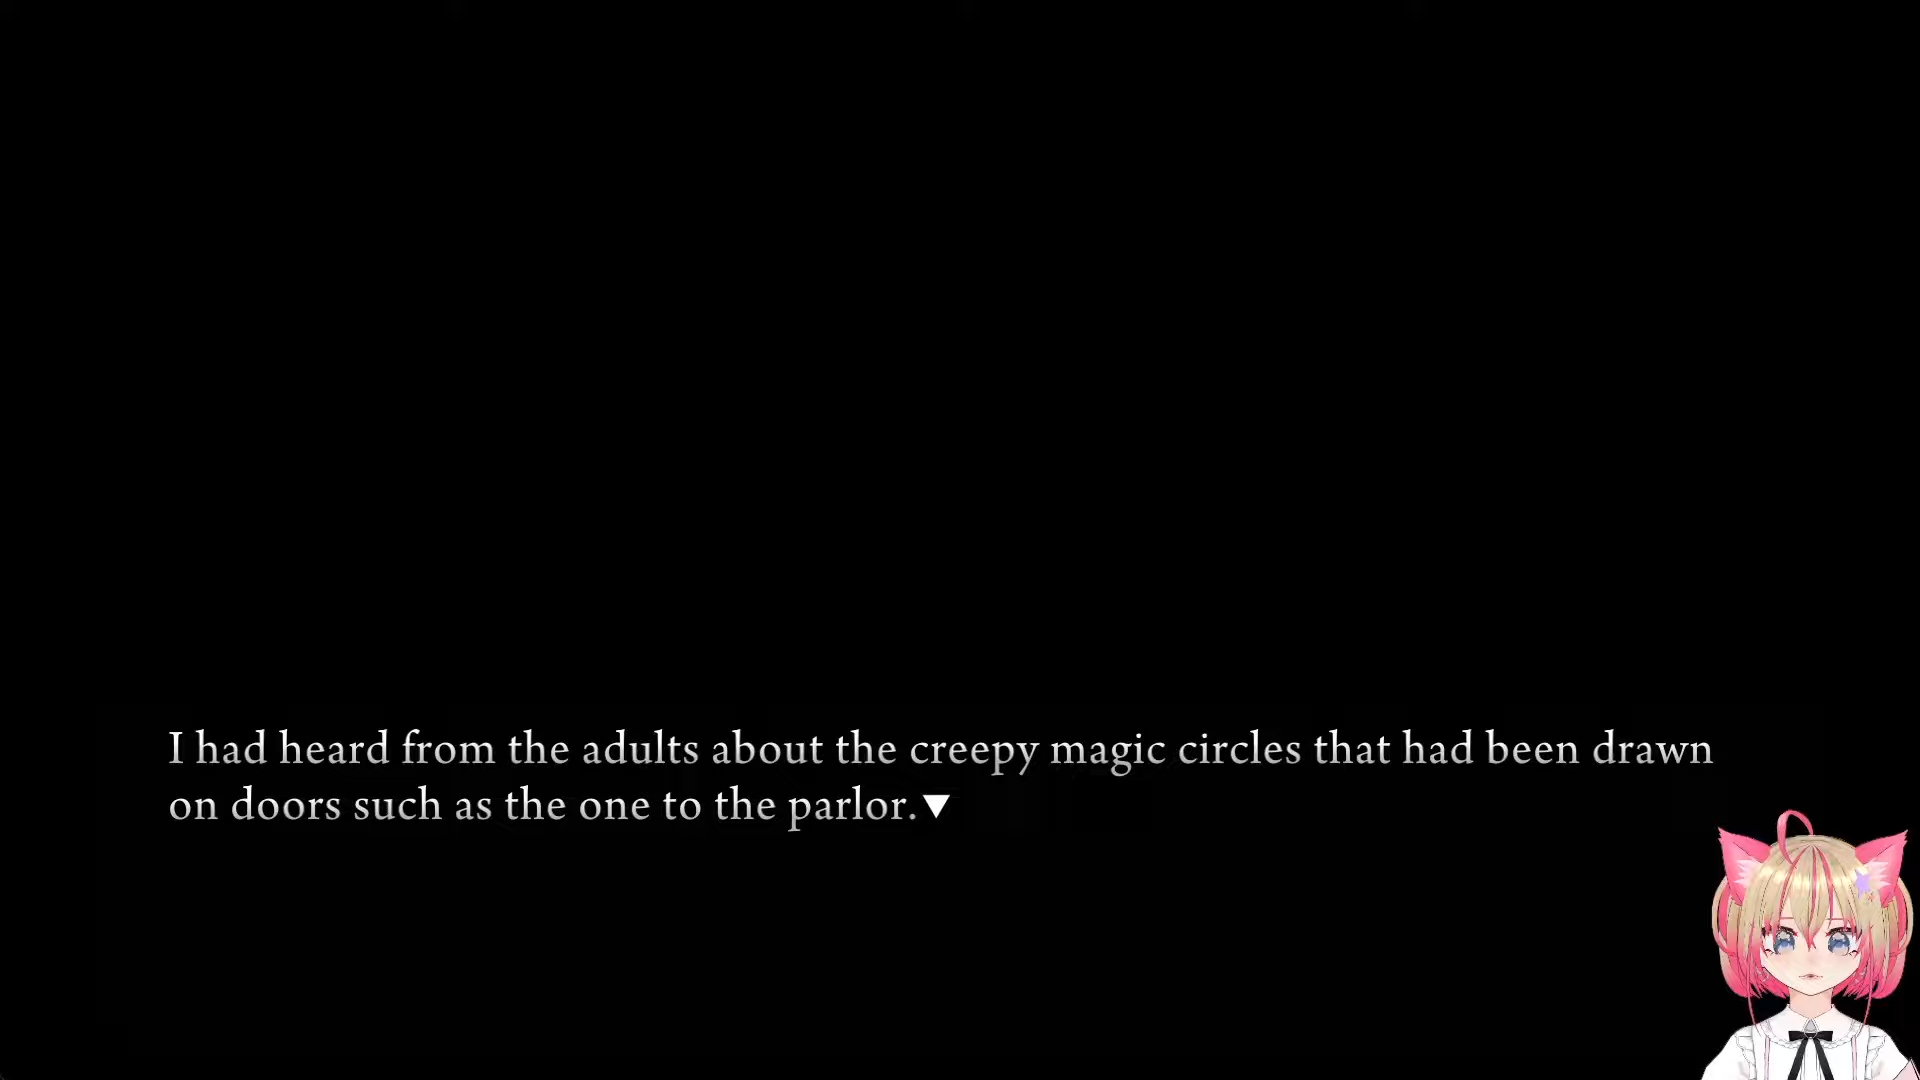 I had heard from the adults about the creepy magic circles that had been drawn
on doors such as the one to the parlor.▼